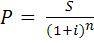 P = S / (1+i)^n